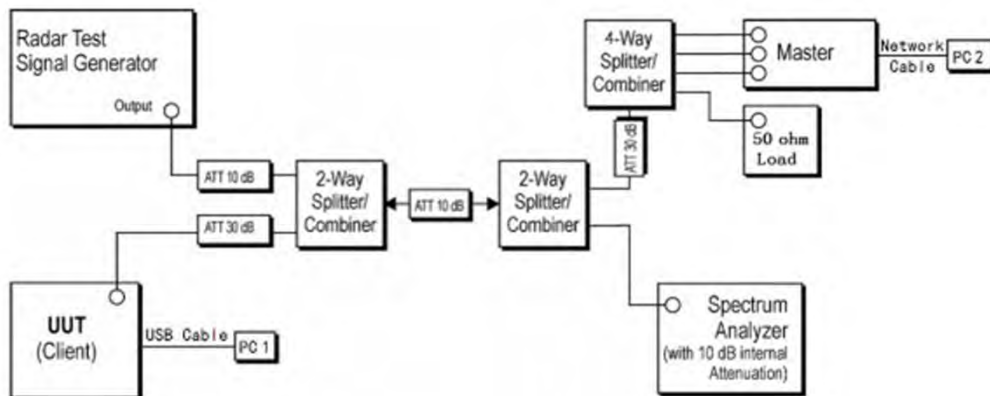 Radar Test
Signal Generator
Output
ATT 10 dB
2-Way
Splitter/
Combiner
ATT 30 dB
ATT 10 dB
2-Way
Splitter/
Combiner
4-Way
Splitter/
Combiner
ATT 30 dB
Master
Network
Cable
PC 2
50 ohm
Load
UUT
(Client)
USB Cable
PC 1
Spectrum
Analyzer
(with 10 dB internal
Attenuation)